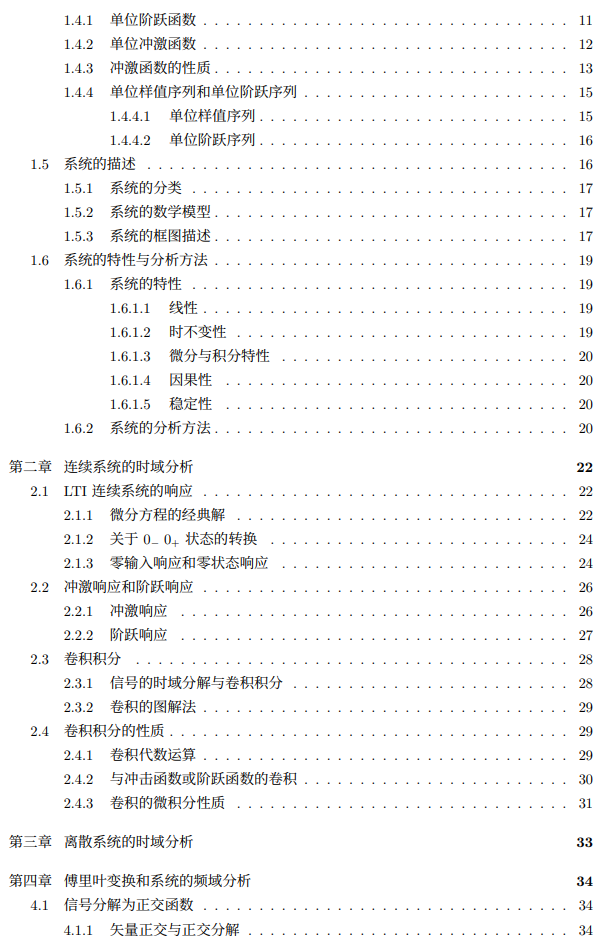 1.4.1 单位阶跃函数 . . . . . . . . . . . . . . . . . . . . . . . . . . . . . . . . . 11
1.4.2 单位冲激函数 . . . . . . . . . . . . . . . . . . . . . . . . . . . . . . . . . 12
1.4.3 冲激函数的性质 . . . . . . . . . . . . . . . . . . . . . . . . . . . . . . . . 13
1.4.4 单位样值序列和单位阶跃序列 . . . . . . . . . . . . . . . . . . . . . . . . 15
1.4.4.1 单位样值序列 . . . . . . . . . . . . . . . . . . . . . . . . . . . . 15
1.4.4.2 单位阶跃序列 . . . . . . . . . . . . . . . . . . . . . . . . . . . . 16
1.5 系统的描述 . . . . . . . . . . . . . . . . . . . . . . . . . . . . . . . . . . . . . . 16
1.5.1 系统的分类 . . . . . . . . . . . . . . . . . . . . . . . . . . . . . . . . . . 17
1.5.2 系统的数学模型 . . . . . . . . . . . . . . . . . . . . . . . . . . . . . . . . 17
1.5.3 系统的框图描述 . . . . . . . . . . . . . . . . . . . . . . . . . . . . . . . . 17
1.6 系统的特性与分析方法 . . . . . . . . . . . . . . . . . . . . . . . . . . . . . . . . 19
1.6.1 系统的特性 . . . . . . . . . . . . . . . . . . . . . . . . . . . . . . . . . . 19
1.6.1.1 线性 . . . . . . . . . . . . . . . . . . . . . . . . . . . . . . . . . 19
1.6.1.2 时不变性 . . . . . . . . . . . . . . . . . . . . . . . . . . . . . . 19
1.6.1.3 微分与积分特性 . . . . . . . . . . . . . . . . . . . . . . . . . . 20
1.6.1.4 因果性 . . . . . . . . . . . . . . . . . . . . . . . . . . . . . . . 20
1.6.1.5 稳定性 . . . . . . . . . . . . . . . . . . . . . . . . . . . . . . . 20
1.6.2 系统的分析方法 . . . . . . . . . . . . . . . . . . . . . . . . . . . . . . . . 20
第二章 连续系统的时域分析 22
2.1 LTI 连续系统的响应 . . . . . . . . . . . . . . . . . . . . . . . . . . . . . . . . . 22
2.1.1 微分方程的经典解 . . . . . . . . . . . . . . . . . . . . . . . . . . . . . . 22
2.1.2 关于 0₋ 0₊ 状态的转换 . . . . . . . . . . . . . . . . . . . . . . . . . . . 24
2.1.3 零输入响应和零状态响应 . . . . . . . . . . . . . . . . . . . . . . . . . . 24
2.2 冲激响应和阶跃响应 . . . . . . . . . . . . . . . . . . . . . . . . . . . . . . . . . 26
2.2.1 冲激响应 . . . . . . . . . . . . . . . . . . . . . . . . . . . . . . . . . . . 26
2.2.2 阶跃响应 . . . . . . . . . . . . . . . . . . . . . . . . . . . . . . . . . . . 27
2.3 卷积积分 . . . . . . . . . . . . . . . . . . . . . . . . . . . . . . . . . . . . . . . 28
2.3.1 信号的时域分解与卷积积分 . . . . . . . . . . . . . . . . . . . . . . . . . 28
2.3.2 卷积的图解法 . . . . . . . . . . . . . . . . . . . . . . . . . . . . . . . . . 29
2.4 卷积积分的性质 . . . . . . . . . . . . . . . . . . . . . . . . . . . . . . . . . . . . 29
2.4.1 卷积代数运算 . . . . . . . . . . . . . . . . . . . . . . . . . . . . . . . . . 29
2.4.2 与冲击函数或阶跃函数的卷积 . . . . . . . . . . . . . . . . . . . . . . . . 30
2.4.3 卷积的微积分性质 . . . . . . . . . . . . . . . . . . . . . . . . . . . . . . 31
第三章 离散系统的时域分析 33
第四章 傅里叶变换和系统的频域分析 34
4.1 信号分解为正交函数 . . . . . . . . . . . . . . . . . . . . . . . . . . . . . . . . . 34
4.1.1 矢量正交与正交分解 . . . . . . . . . . . . . . . . . . . . . . . . . . . . . 34